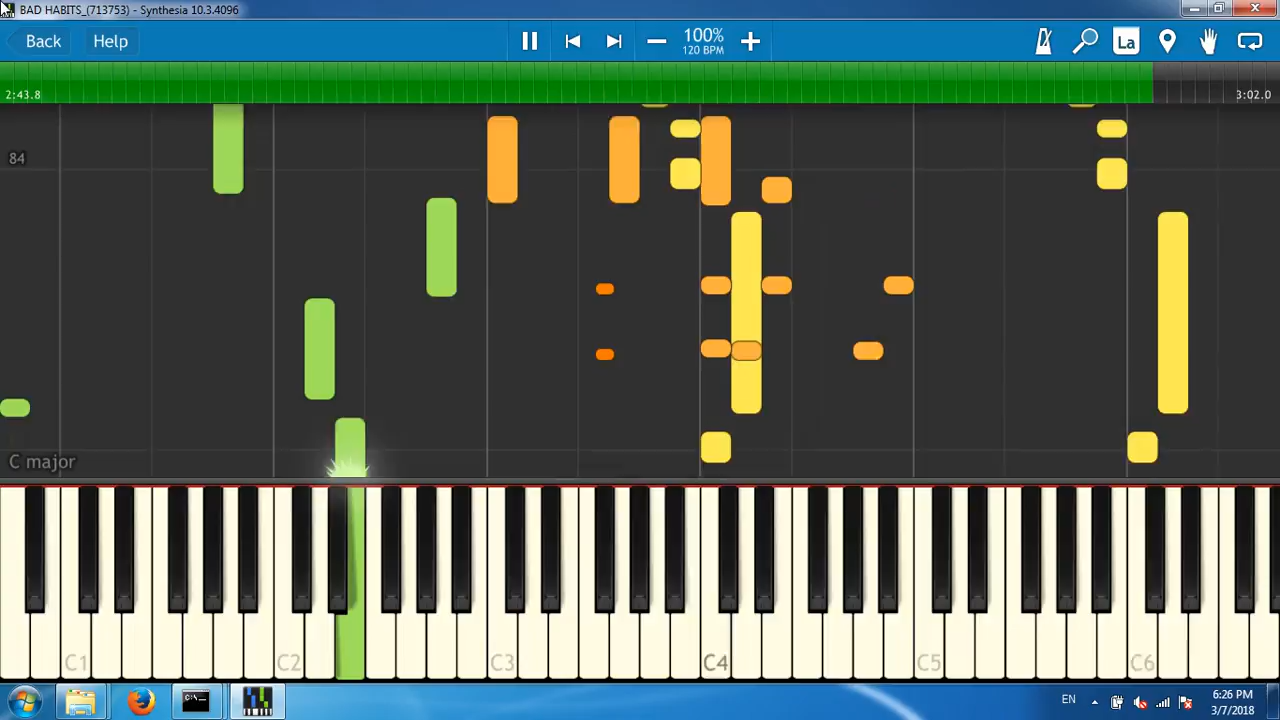 BAD HABITS_(713753) - Synthesia 10.3.4096
Back
Help
100%
120 BPM
La
2:43.8
3:02.0
84
C major
C1
C2
C3
C4
C5
C6
C:\_
EN
6:26 PM
3/7/2018